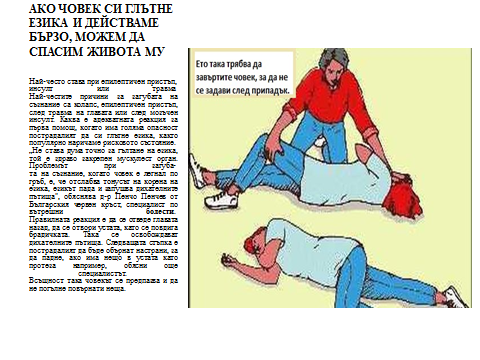 АКО ЧОВЕК СИ ГЛЪТНЕ
ЕЗИКА И ДЕЙСТВАМЕ
БЪРЗО, МОЖЕМ ДА
СПАСИМ ЖИВОТА МУ
Най-често става при епилептичен пристъп,
инсулт или травма.
Най-честите причини за загубата на
съзнание са колапс, епилептичен пристъп,
след травма на главата или след мозъчен
инсулт. Каква е адекватната реакция за
първа помощ, когато има голяма опасност
пострадалият да си глътне езика, както
популярно наричаме рисковото състояние.
„Не става дума точно за гълтане на езика,
той е здраво закрепен мускулест орган.
Проблемът при загуба-
та на съзнание, когато човек е легнал по
гръб, е, че отслабва тонусът на корена на
езика, езикът пада и запушва дихателните
пътища", обяснява д-р Пенчо Пенчев от
Българския червен кръст, специалист по
вътрешни болести.
Правилната реакция е да се отведе главата
назад, да се отвори устата, като се повдига
брадичката. Така се освобождават
дихателните пътища. Следващата стъпка е
пострадалият да бъде обърнат настрани, за
да падне, ако има нещо в устата като
протеза например, обясни още
специалистът.
Всъщност така човекът се предпазва и да
не погълне повърнати неща.
Ето така трябва да
завъртите човек, за да не
се задави след припадък.